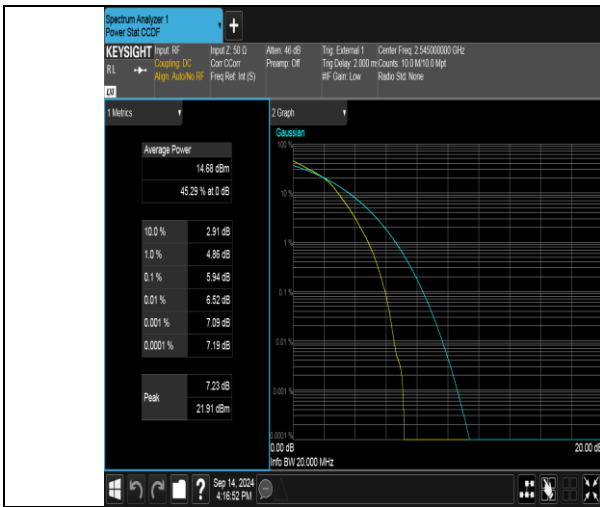 Spectrum Analyzer 1
Power Stat CCDF
+
KEYSIGHT
R L
LXI
Input: RF
Coupling: DC
Align: Auto/No RF
Input Z: 50 Ω
Corr CCorr
Freq Ref: Int (S)
Atten: 46 dB
Preamp: Off
Trig: External 1
Trig Delay: 2.000 ms
#IF Gain: Low
Center Freq: 2.545000000 GHz
Counts: 10.0 M/10.0 Mpt
Radio Std: None
1 Metrics
Average Power
14.68 dBm
45.29 % at 0 dB
10.0 % 2.91 dB
1.0 % 4.86 dB
0.1 % 5.94 dB
0.01 % 6.52 dB
0.001 % 7.09 dB
0.0001 % 7.19 dB
Peak
7.23 dB
21.91 dBm
2 Graph
Gaussian
100 %
10 %
1 %
0.1 %
0.01 %
0.001 %
0.0001 %
0.00 dB
20.00 dB
Info BW 20.000 MHz
?
Sep 14, 2024
4:16:52 PM